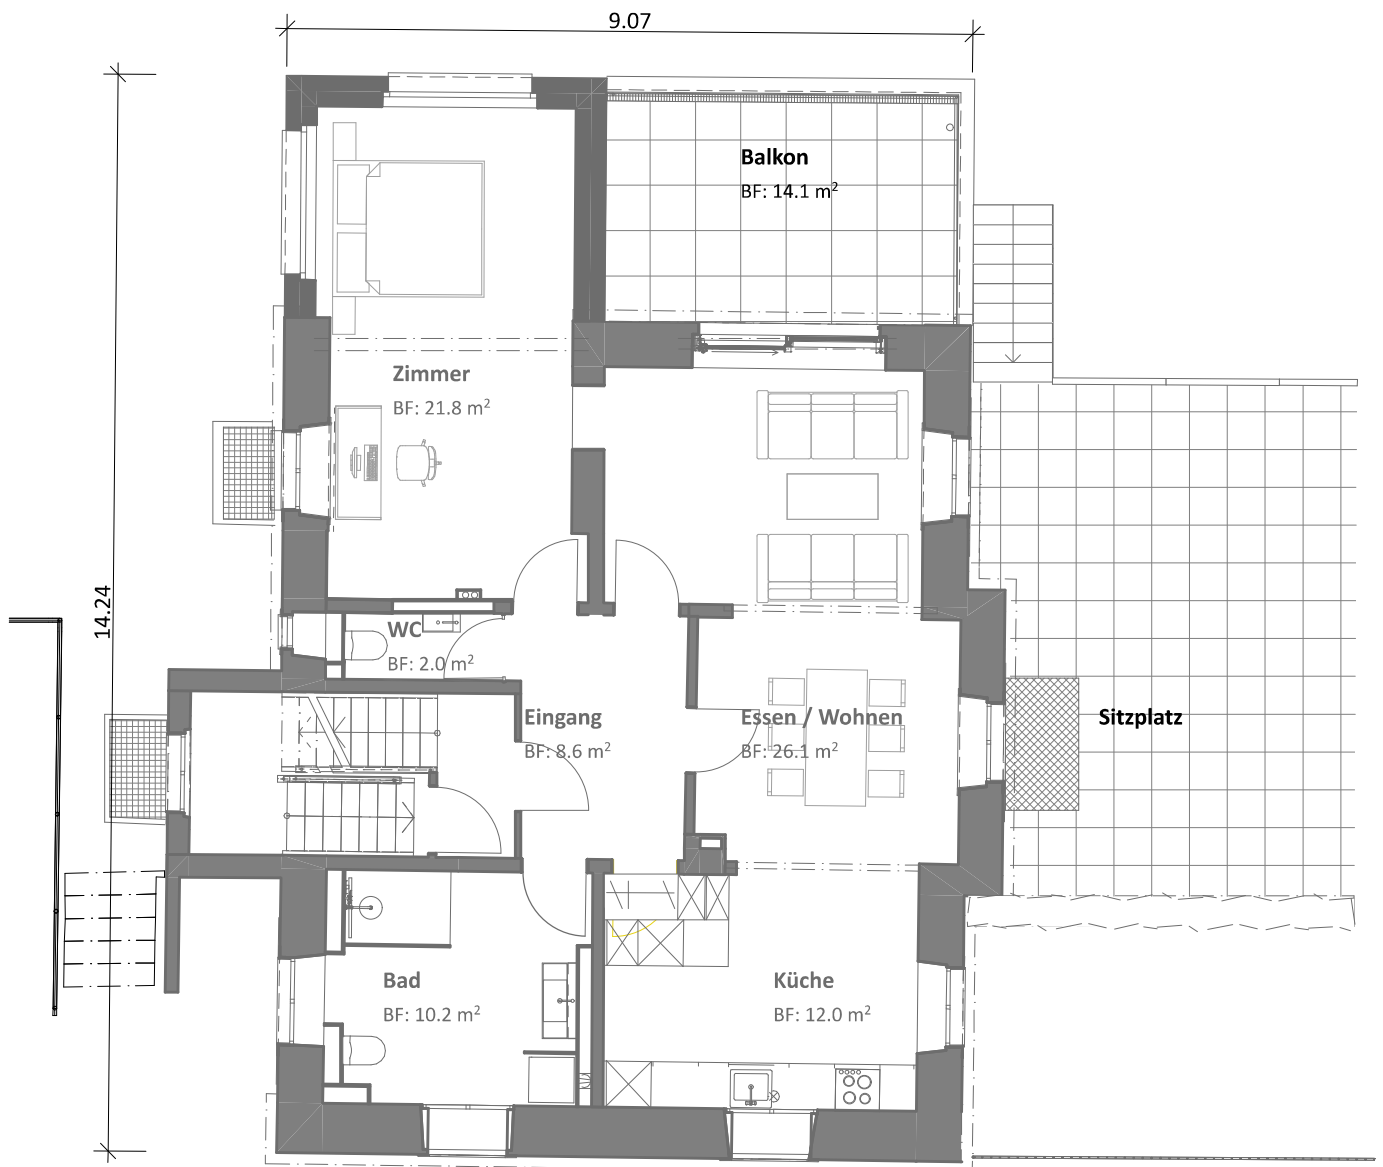 9.07
14.24
Balkon
BF: 14.1 m²
Zimmer
BF: 21.8 m²
WC
BF: 2.0 m²
Eingang
BF: 8.6 m²
Essen / Wohnen
BF: 26.1 m²
Sitzplatz
Bad
BF: 10.2 m²
Küche
BF: 12.0 m²